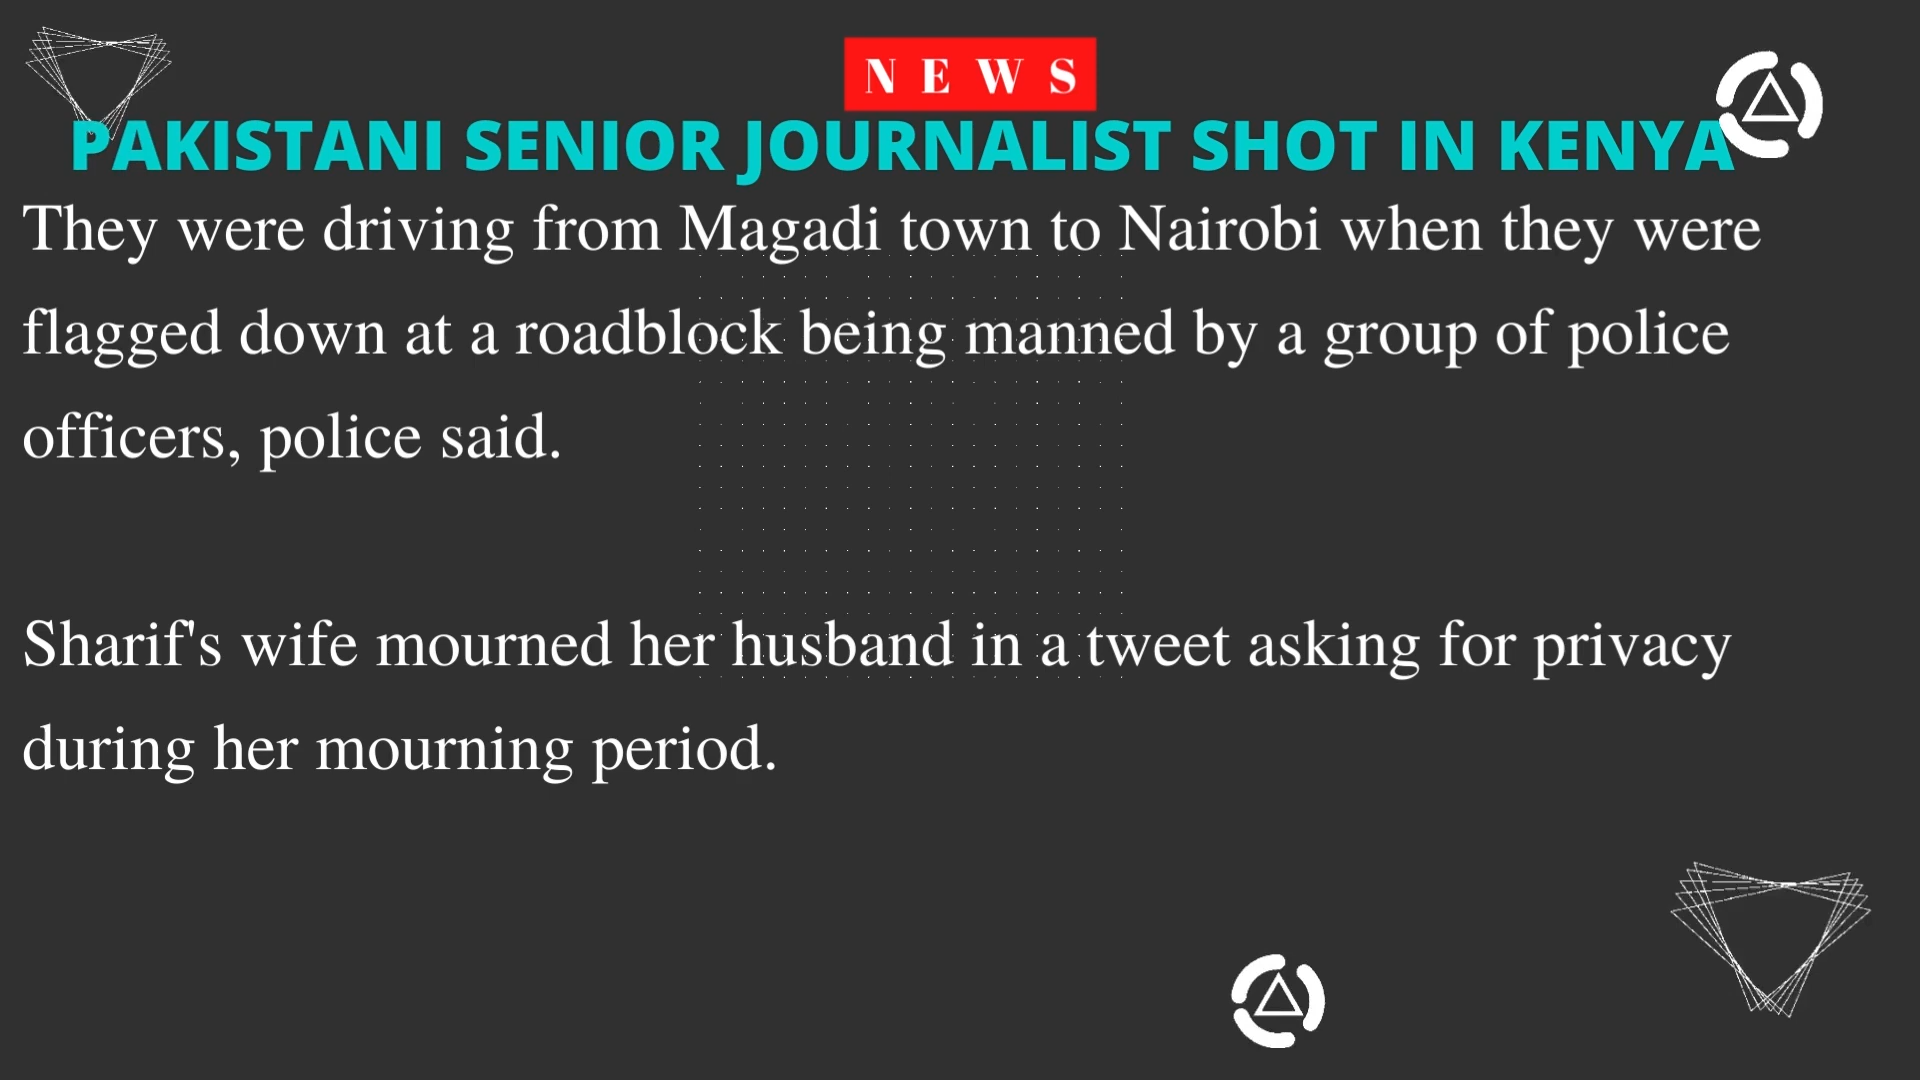 NEWS
PAKISTANI SENIOR JOURNALIST SHOT IN KENYA
They were driving from Magadi town to Nairobi when they were
flagged down at a roadblock being manned by a group of police
officers, police said.
Sharif's wife mourned her husband in a tweet asking for privacy
during her mourning period.